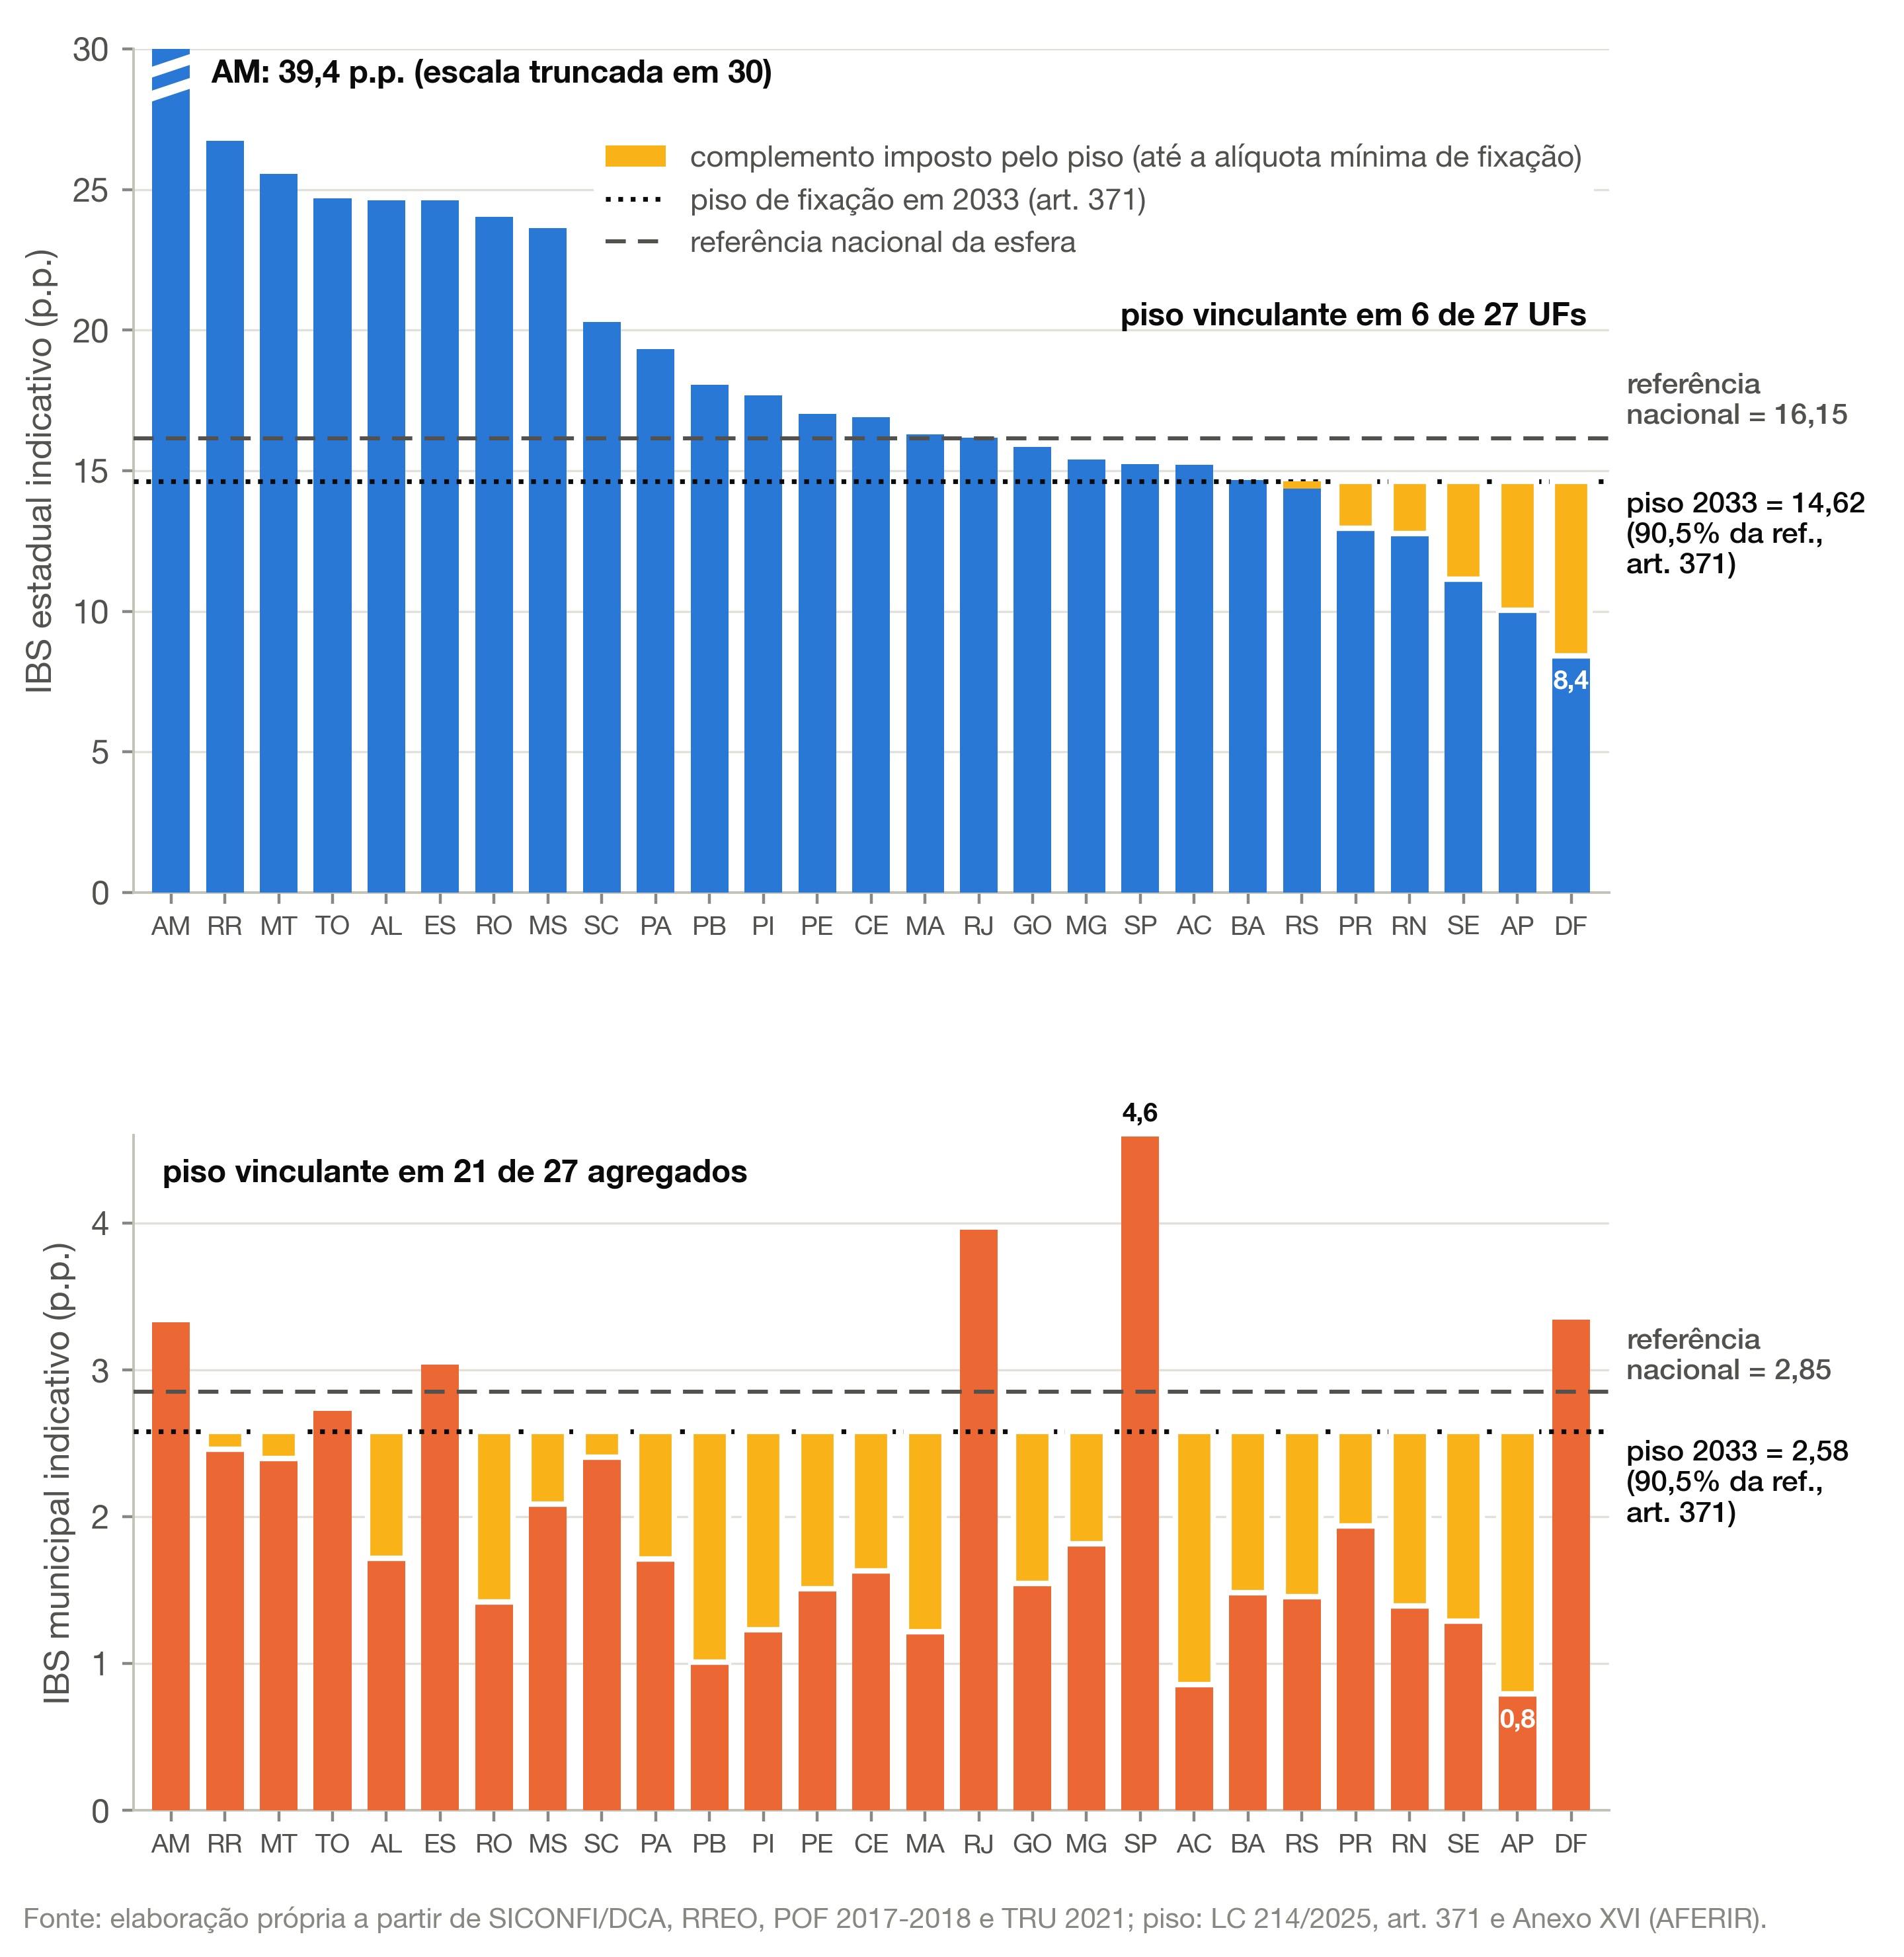 30
AM: 39,4 p.p. (escala truncada em 30)
complemento imposto pelo piso (até a alíquota mínima de fixação)
25
piso de fixação em 2033 (art. 371)
referência nacional da esfera
piso vinculante em 6 de 27 UFs
20
referência
nacional = 16,15
15
piso 2033 = 14,62
(90,5% da ref.,
art. 371)
10
8,4
5
0
IBS estadual indicativo (p.p.)
AM RR MT TO AL ES RO MS SC PA PB PI PE CE MA RJ GO MG SP AC BA RS PR RN SE AP DF
4,6
piso vinculante em 21 de 27 agregados
4
referência
nacional = 2,85
3
piso 2033 = 2,58
(90,5% da ref.,
art. 371)
2
1
0,8
0
IBS municipal indicativo (p.p.)
AM RR MT TO AL ES RO MS SC PA PB PI PE CE MA RJ GO MG SP AC BA RS PR RN SE AP DF
Fonte: elaboração própria a partir de SICONFI/DCA, RREO, POF 2017-2018 e TRU 2021; piso: LC 214/2025, art. 371 e Anexo XVI (AFERIR).